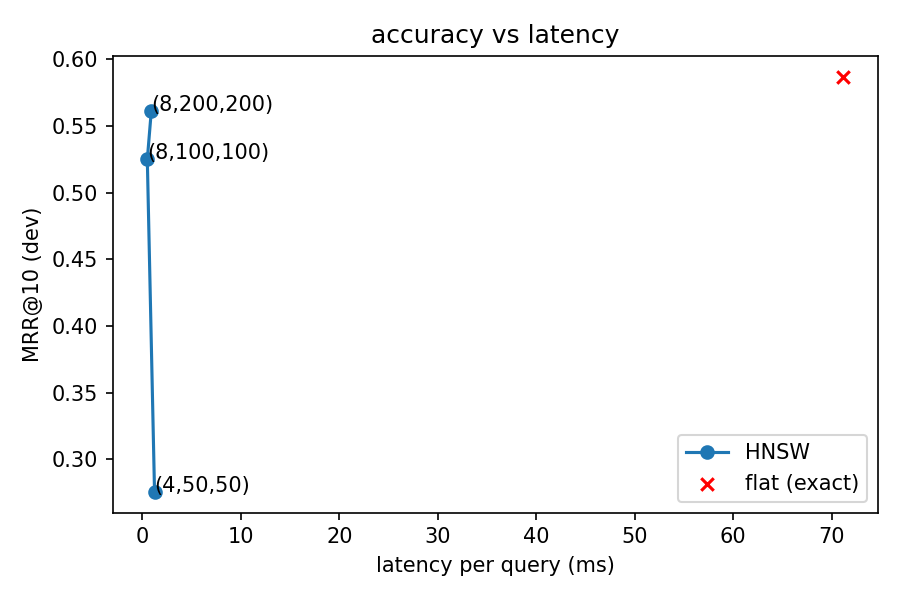 accuracy vs latency
MRR@10 (dev)
0.60
0.55
0.50
0.45
0.40
0.35
0.30
(8,200,200)
(8,100,100)
(4,50,50)
HNSW
flat (exact)
0 10 20 30 40 50 60 70
latency per query (ms)